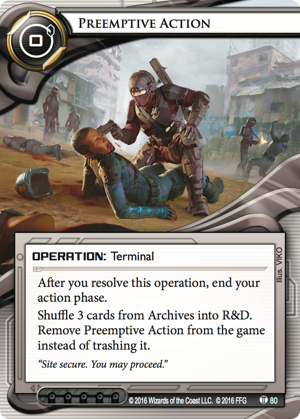 0
PREEMPTIVE ACTION
OPERATION: Terminal
After you resolve this operation, end your
action phase.
Shuffle 3 cards from Archives into R&D.
Remove Preemptive Action from the game
instead of trashing it.
“Site secure. You may proceed.”
Illus. VIKO
© 2016 Wizards of the Coast LLC. © 2016 FFG
80